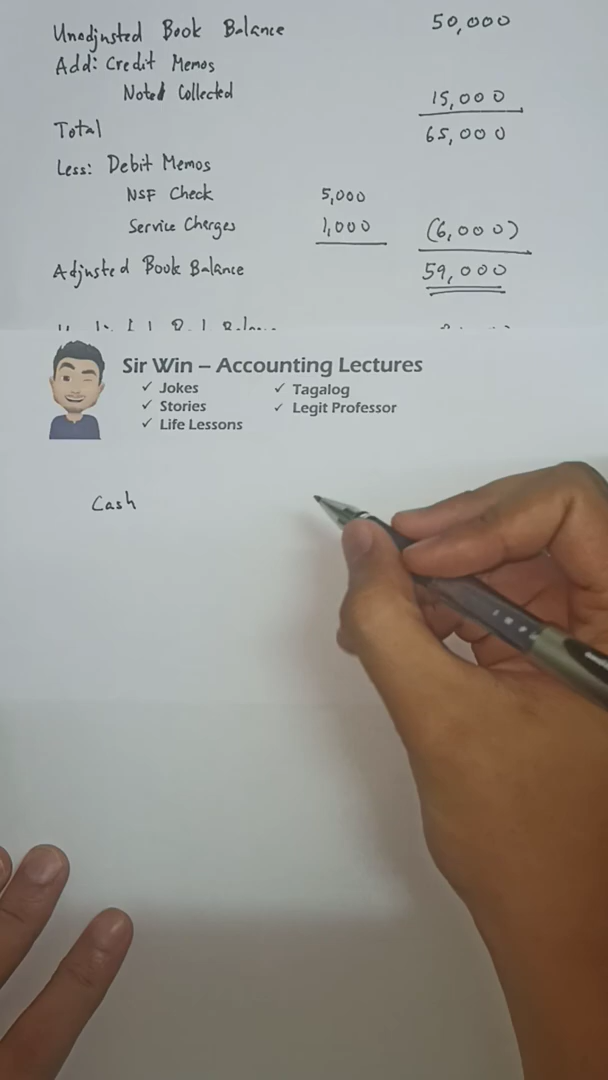 Unadjusted Book Balance 50,000
Add: Credit Memos
Noted Collected 15,000
Total 65,000
Less: Debit Memos
NSF Check 5,000
Service Charges 1,000 (6,000)
Adjusted Book Balance 59,000
Sir Win – Accounting Lectures
✓ Jokes ✓ Tagalog
✓ Stories ✓ Legit Professor
✓ Life Lessons
Cash